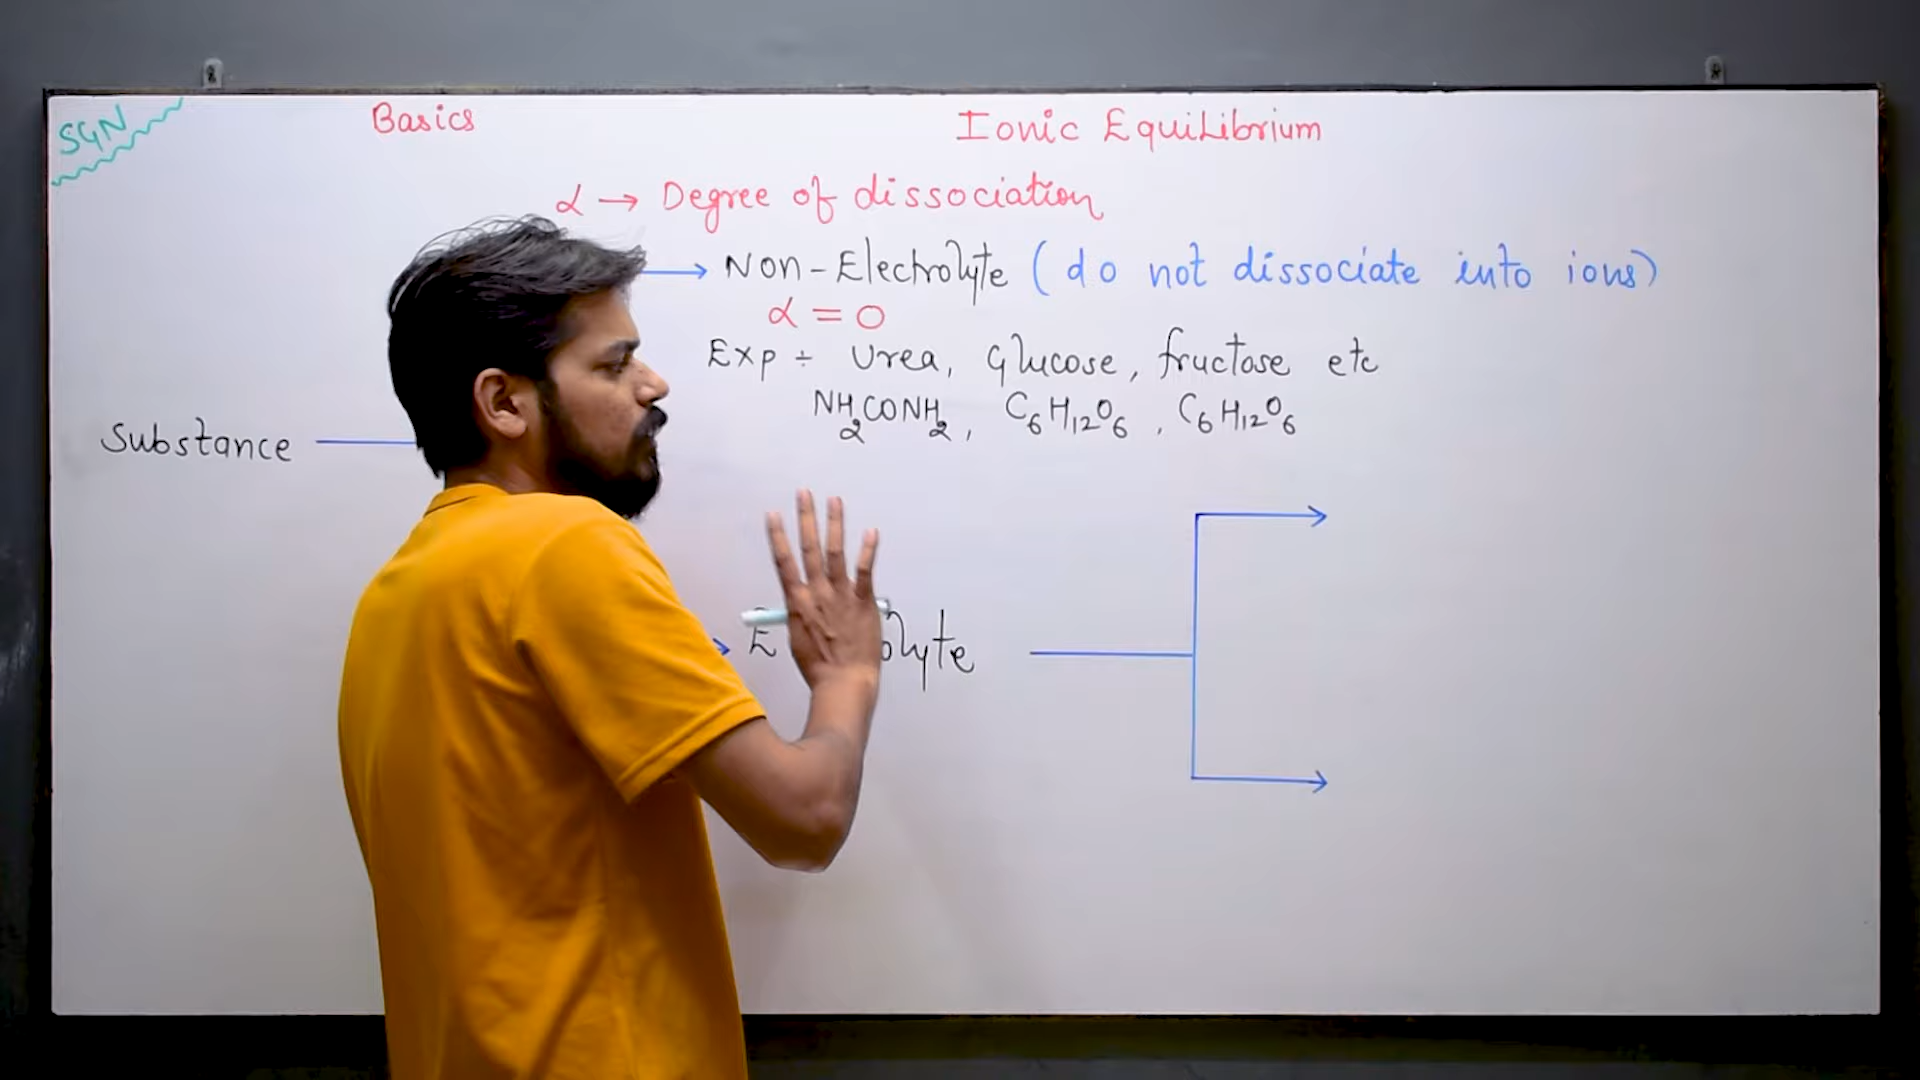 SGN
Basics
Ionic Equilibrium
α → Degree of dissociation
→ Non-Electrolyte (do not dissociate into ions)
α = 0
Exp ÷ Urea, Glucose, fructose etc
NH₂CONH₂, C₆H₁₂O₆, C₆H₁₂O₆
Substance